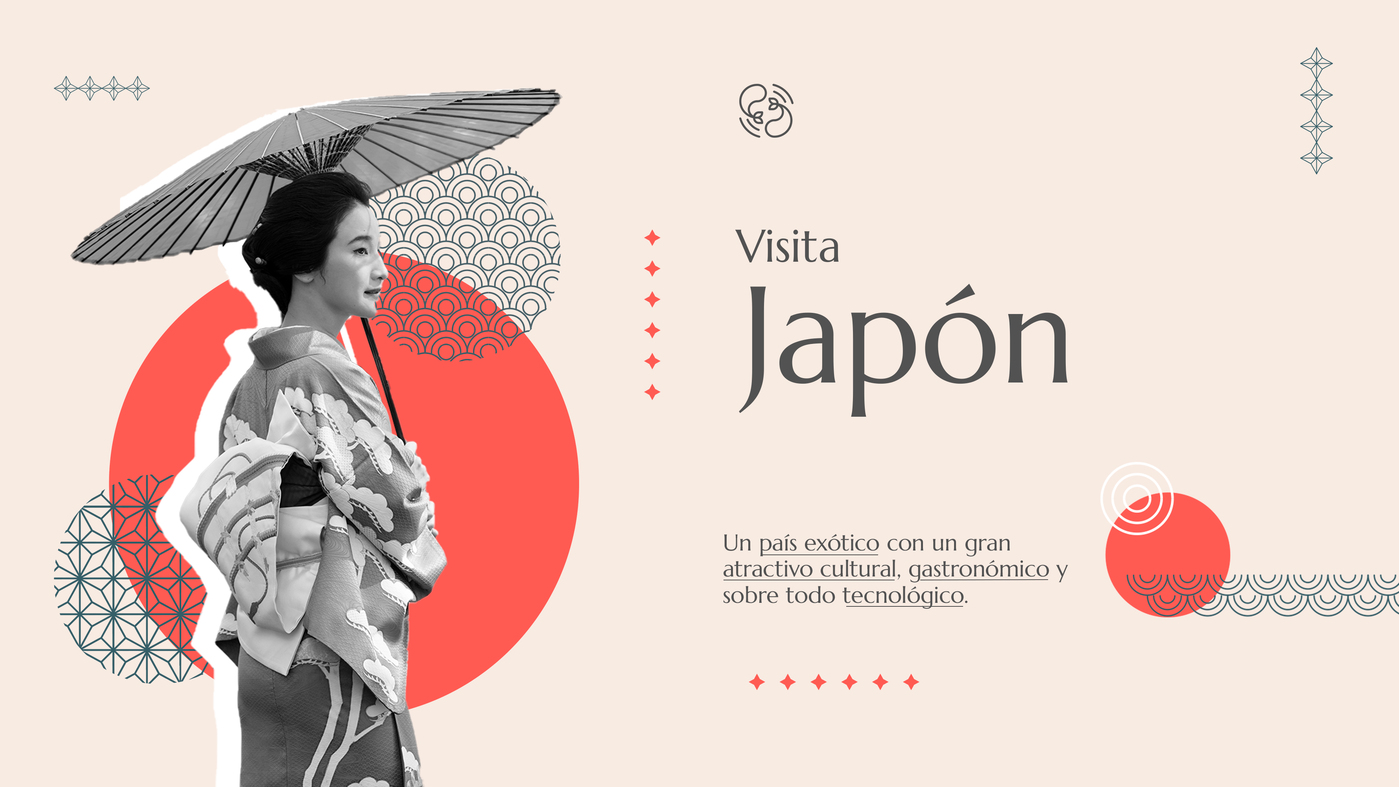 Visita
Japón
Un país exótico con un gran
atractivo cultural, gastronómico y
sobre todo tecnológico.